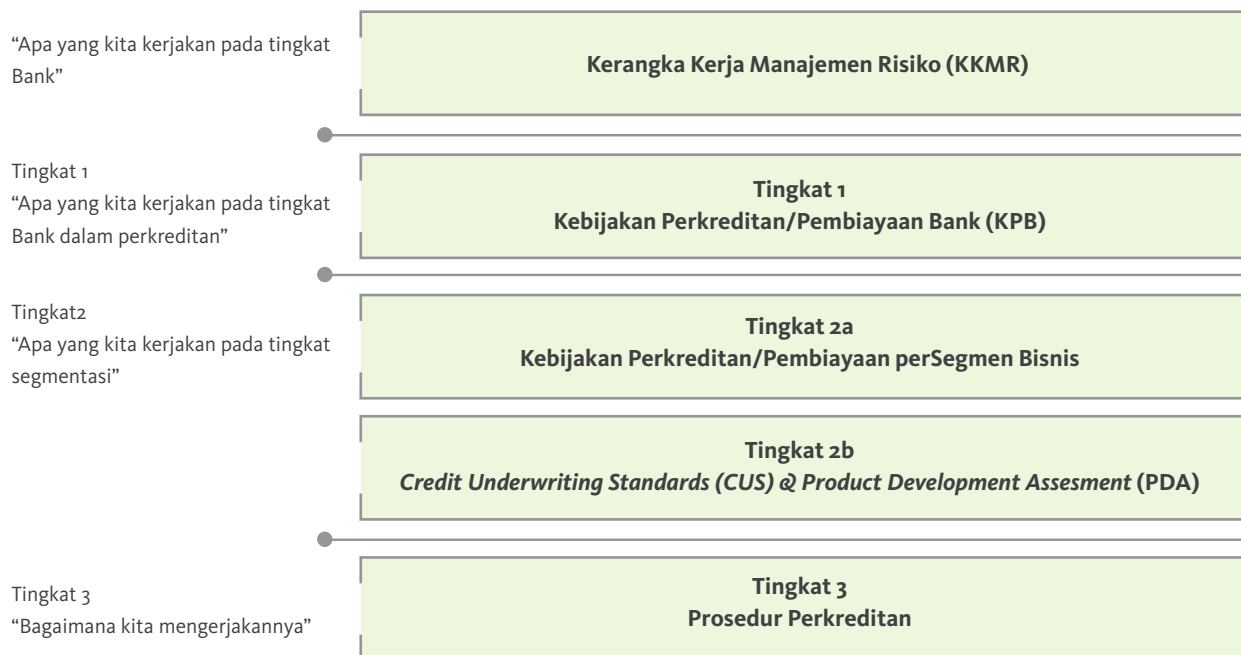 “Apa yang kita kerjakan pada tingkat
Bank”
Kerangka Kerja Manajemen Risiko (KKMR)
Tingkat 1
“Apa yang kita kerjakan pada tingkat
Bank dalam perkreditan”
Tingkat 1
Kebijakan Perkreditan/Pembiayaan Bank (KPB)
Tingkat2
“Apa yang kita kerjakan pada tingkat
segmentasi”
Tingkat 2a
Kebijakan Perkreditan/Pembiayaan perSegmen Bisnis
Tingkat 2b
Credit Underwriting Standards (CUS) & Product Development Assesment (PDA)
Tingkat 3
“Bagaimana kita mengerjakannya”
Tingkat 3
Prosedur Perkreditan